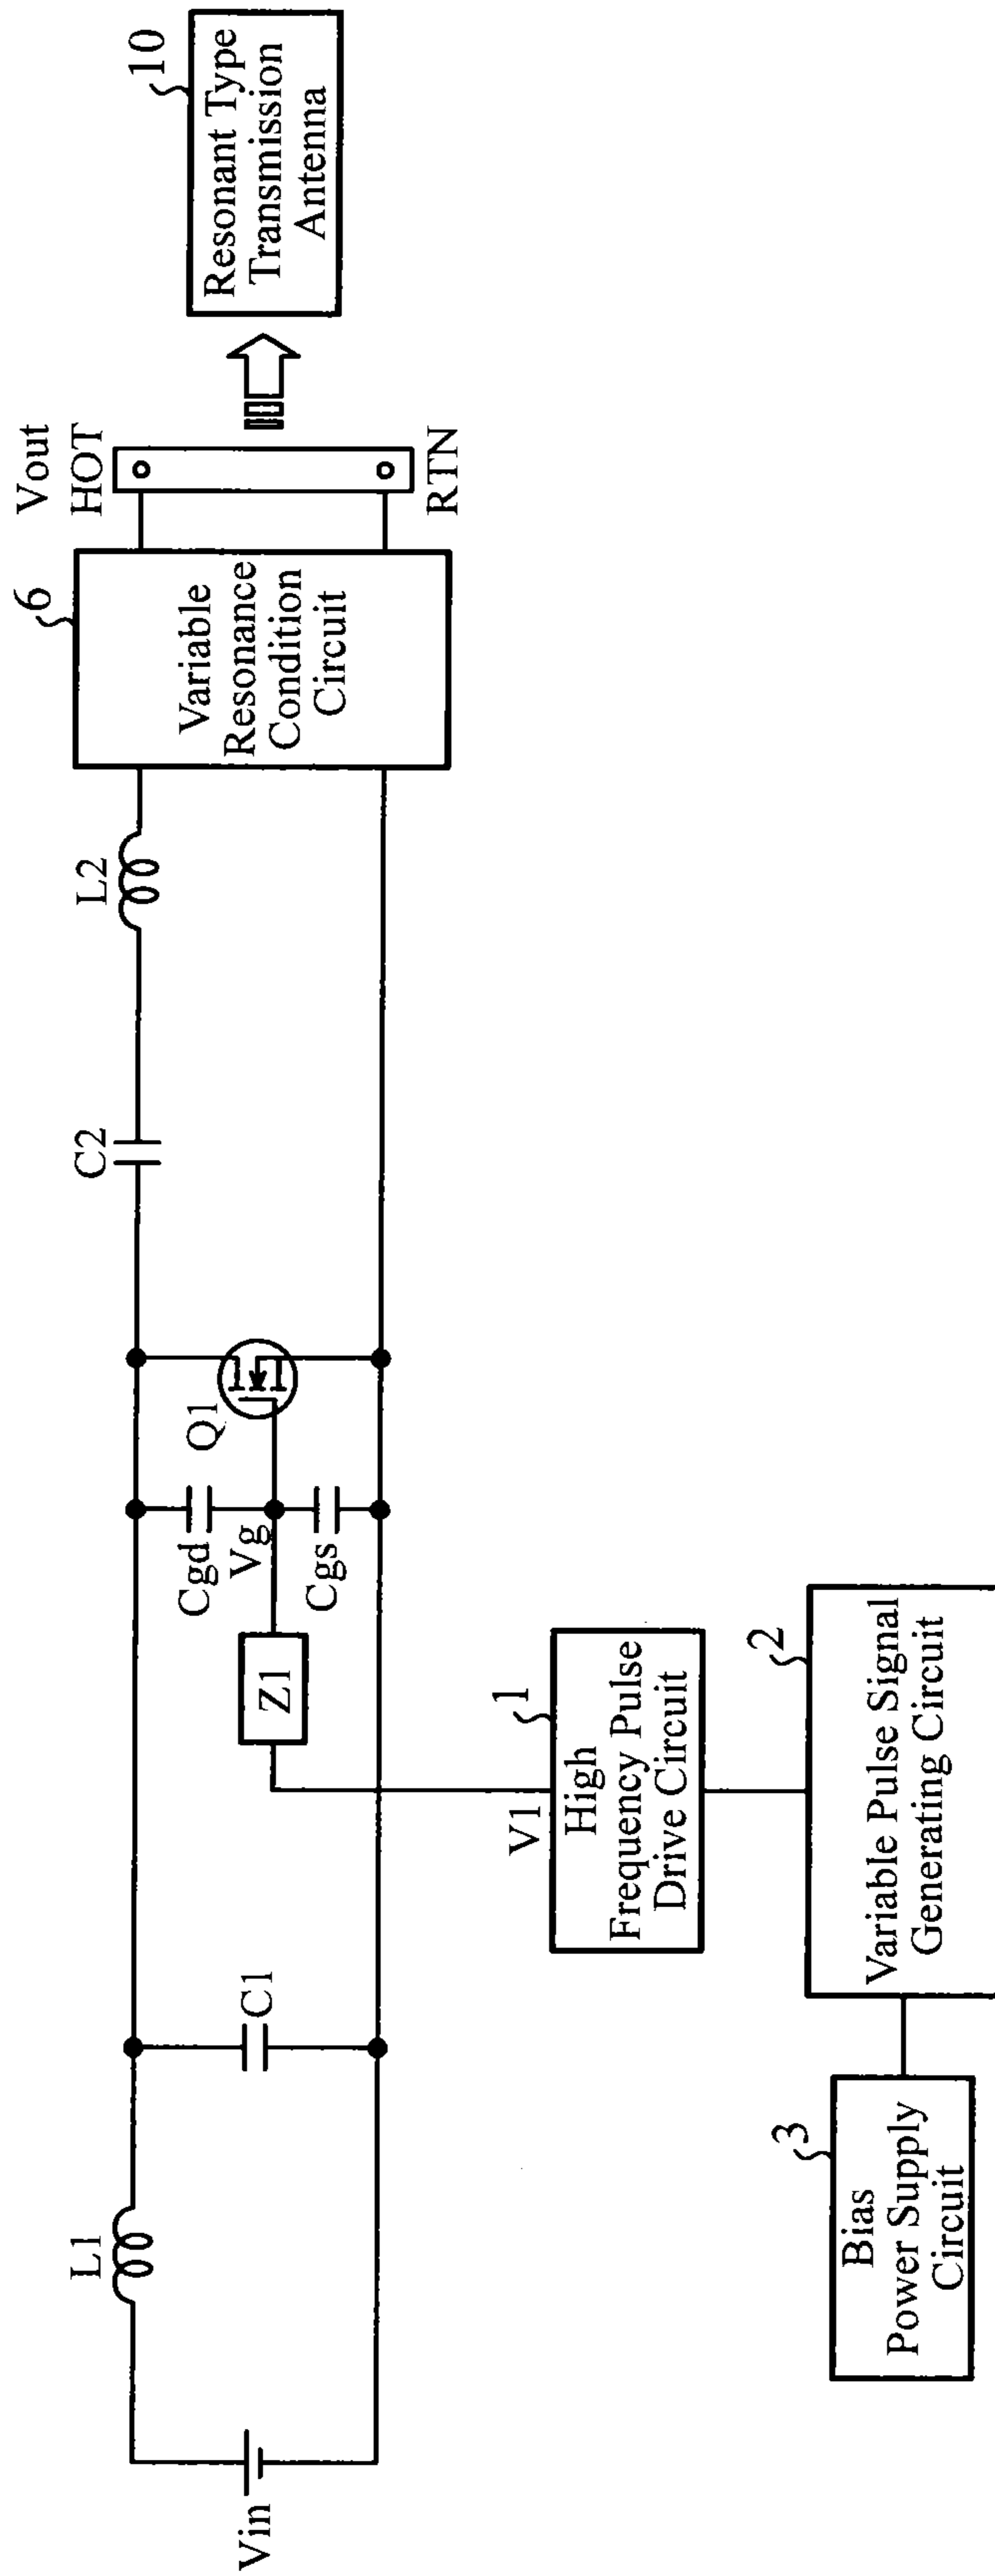 Vin
L1
C1
Cgd
Vg
Cgs
Q1
Z1
C2
L2
6
Variable
Resonance
Condition
Circuit
Vout
HOT
RTN
10
Resonant Type
Transmission
Antenna
V1
1
High
Frequency Pulse
Drive Circuit
3
Bias
Power Supply
Circuit
2
Variable Pulse Signal
Generating Circuit